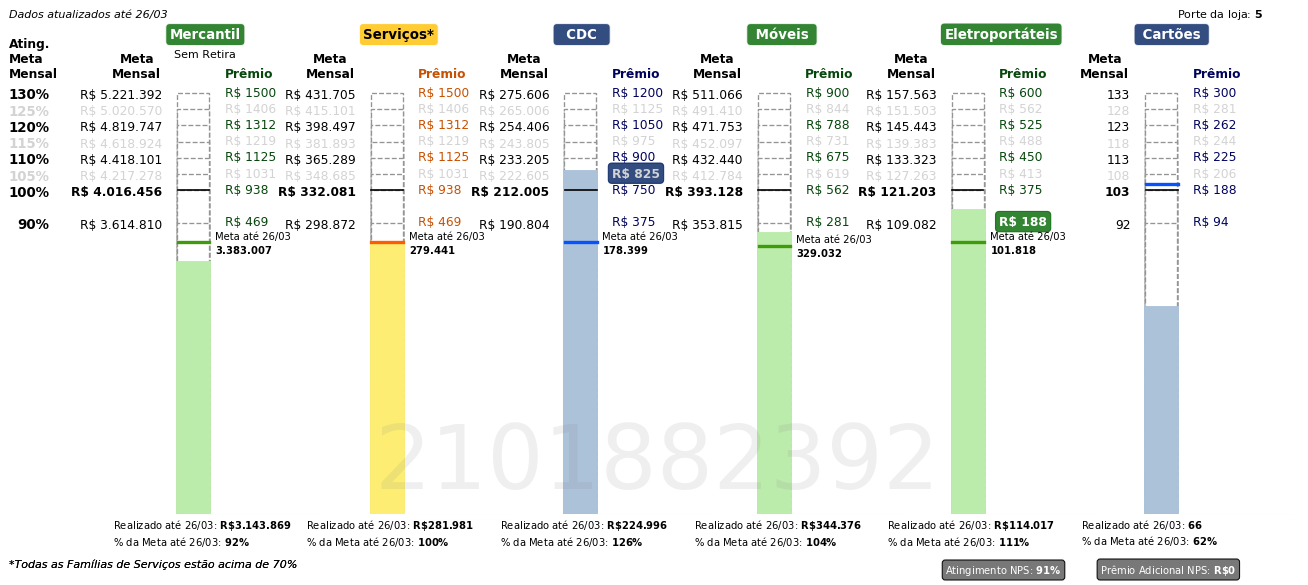 Dados atualizados até 26/03 Porte da loja: 5
Mercantil Serviços* CDC Móveis Eletroportáteis Cartões
Ating. Meta Mensal Meta Mensal Sem Retira Prêmio Meta Mensal Prêmio Meta Mensal Prêmio Meta Mensal Prêmio Meta Mensal Prêmio Meta Mensal Prêmio
130% R$ 5.221.392 R$ 1500 R$ 431.705 R$ 1500 R$ 275.606 R$ 1200 R$ 511.066 R$ 900 R$ 157.563 R$ 600 133 R$ 300
125% R$ 5.020.570 R$ 1406 R$ 415.101 R$ 1406 R$ 265.006 R$ 1125 R$ 491.410 R$ 844 R$ 151.503 R$ 562 128 R$ 281
120% R$ 4.819.747 R$ 1312 R$ 398.497 R$ 1312 R$ 254.406 R$ 1050 R$ 471.753 R$ 788 R$ 145.443 R$ 525 123 R$ 262
115% R$ 4.618.924 R$ 1219 R$ 381.893 R$ 1219 R$ 243.805 R$ 975 R$ 452.097 R$ 731 R$ 139.383 R$ 488 118 R$ 244
110% R$ 4.418.101 R$ 1125 R$ 365.289 R$ 1125 R$ 233.205 R$ 900 R$ 432.440 R$ 675 R$ 133.323 R$ 450 113 R$ 225
105% R$ 4.217.278 R$ 1031 R$ 348.685 R$ 1031 R$ 222.605 R$ 825 R$ 412.784 R$ 619 R$ 127.263 R$ 413 108 R$ 206
100% R$ 4.016.456 R$ 938 R$ 332.081 R$ 938 R$ 212.005 R$ 750 R$ 393.128 R$ 562 R$ 121.203 R$ 375 103 R$ 188
90% R$ 3.614.810 R$ 469 R$ 298.872 R$ 469 R$ 190.804 R$ 375 R$ 353.815 R$ 281 R$ 109.082 R$ 188 92 R$ 94
Meta até 26/03 Meta até 26/03 Meta até 26/03 Meta até 26/03 Meta até 26/03
3.383.007 279.441 178.399 329.032 101.818
2101882392
Realizado até 26/03: R$3.143.869 Realizado até 26/03: R$281.981 Realizado até 26/03: R$224.996 Realizado até 26/03: R$344.376 Realizado até 26/03: R$114.017 Realizado até 26/03: 66
% da Meta até 26/03: 92% % da Meta até 26/03: 100% % da Meta até 26/03: 126% % da Meta até 26/03: 104% % da Meta até 26/03: 111% % da Meta até 26/03: 62%
*Todas as Famílias de Serviços estão acima de 70% Atingimento NPS: 91% Prêmio Adicional NPS: R$0